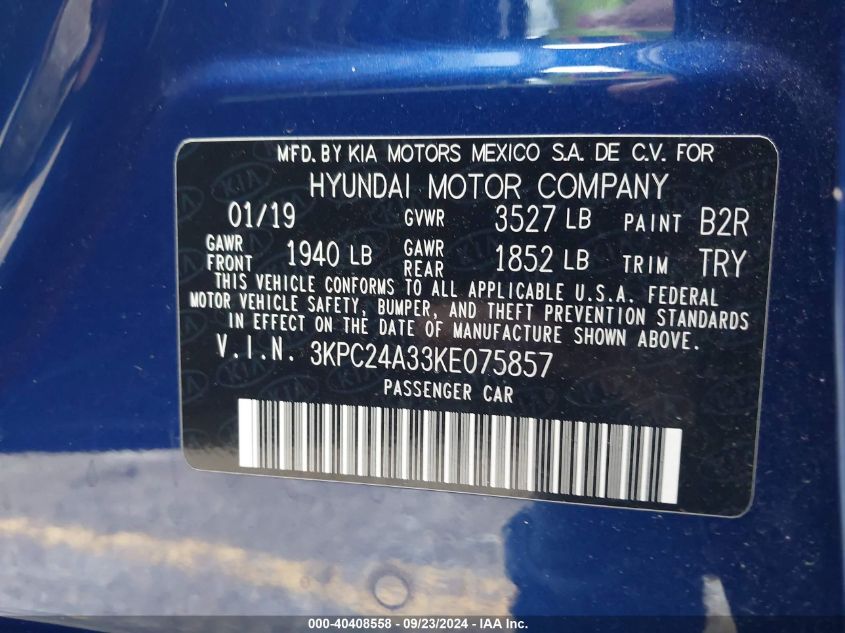 MFD. BY KIA MOTORS MEXICO S.A. DE C.V. FOR
HYUNDAI MOTOR COMPANY
01/19 GVWR 3527 LB PAINT B2R
GAWR FRONT 1940 LB GAWR REAR 1852 LB TRIM TRY
THIS VEHICLE CONFORMS TO ALL APPLICABLE U.S.A. FEDERAL
MOTOR VEHICLE SAFETY, BUMPER, AND THEFT PREVENTION STANDARDS
IN EFFECT ON THE DATE OF MANUFACTURE SHOWN ABOVE.
V.I.N. 3KPC24A33KE075857
PASSENGER CAR
000-40408558 - 09/23/2024 - IAA Inc.